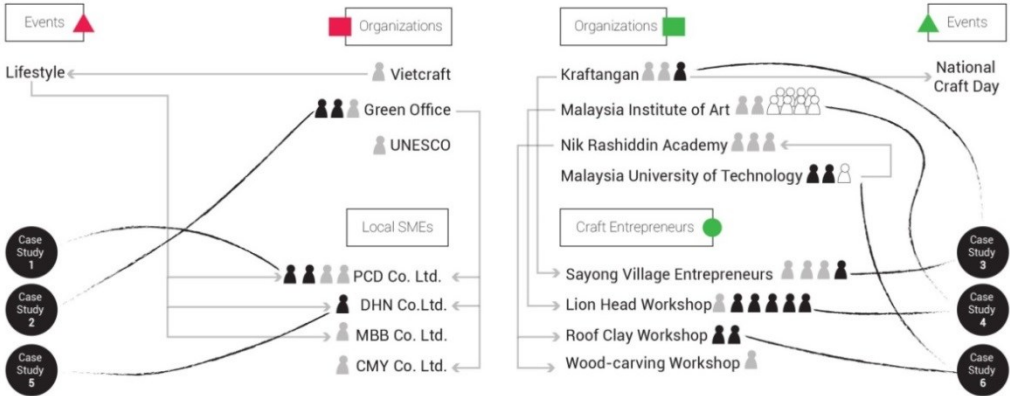 Events
Organizations
Lifestyle
Vietcraft
Green Office
UNESCO
Local SMEs
PCD Co. Ltd.
DHN Co.Ltd.
MBB Co. Ltd.
CMY Co. Ltd.
Case
Study
1
Case
Study
2
Case
Study
5
Organizations
Events
Kraftangan
National
Craft Day
Malaysia Institute of Art
Nik Rashiddin Academy
Malaysia University of Technology
Craft Entrepreneurs
Sayong Village Entrepreneurs
Lion Head Workshop
Roof Clay Workshop
Wood-carving Workshop
Case
Study
3
Case
Study
4
Case
Study
6